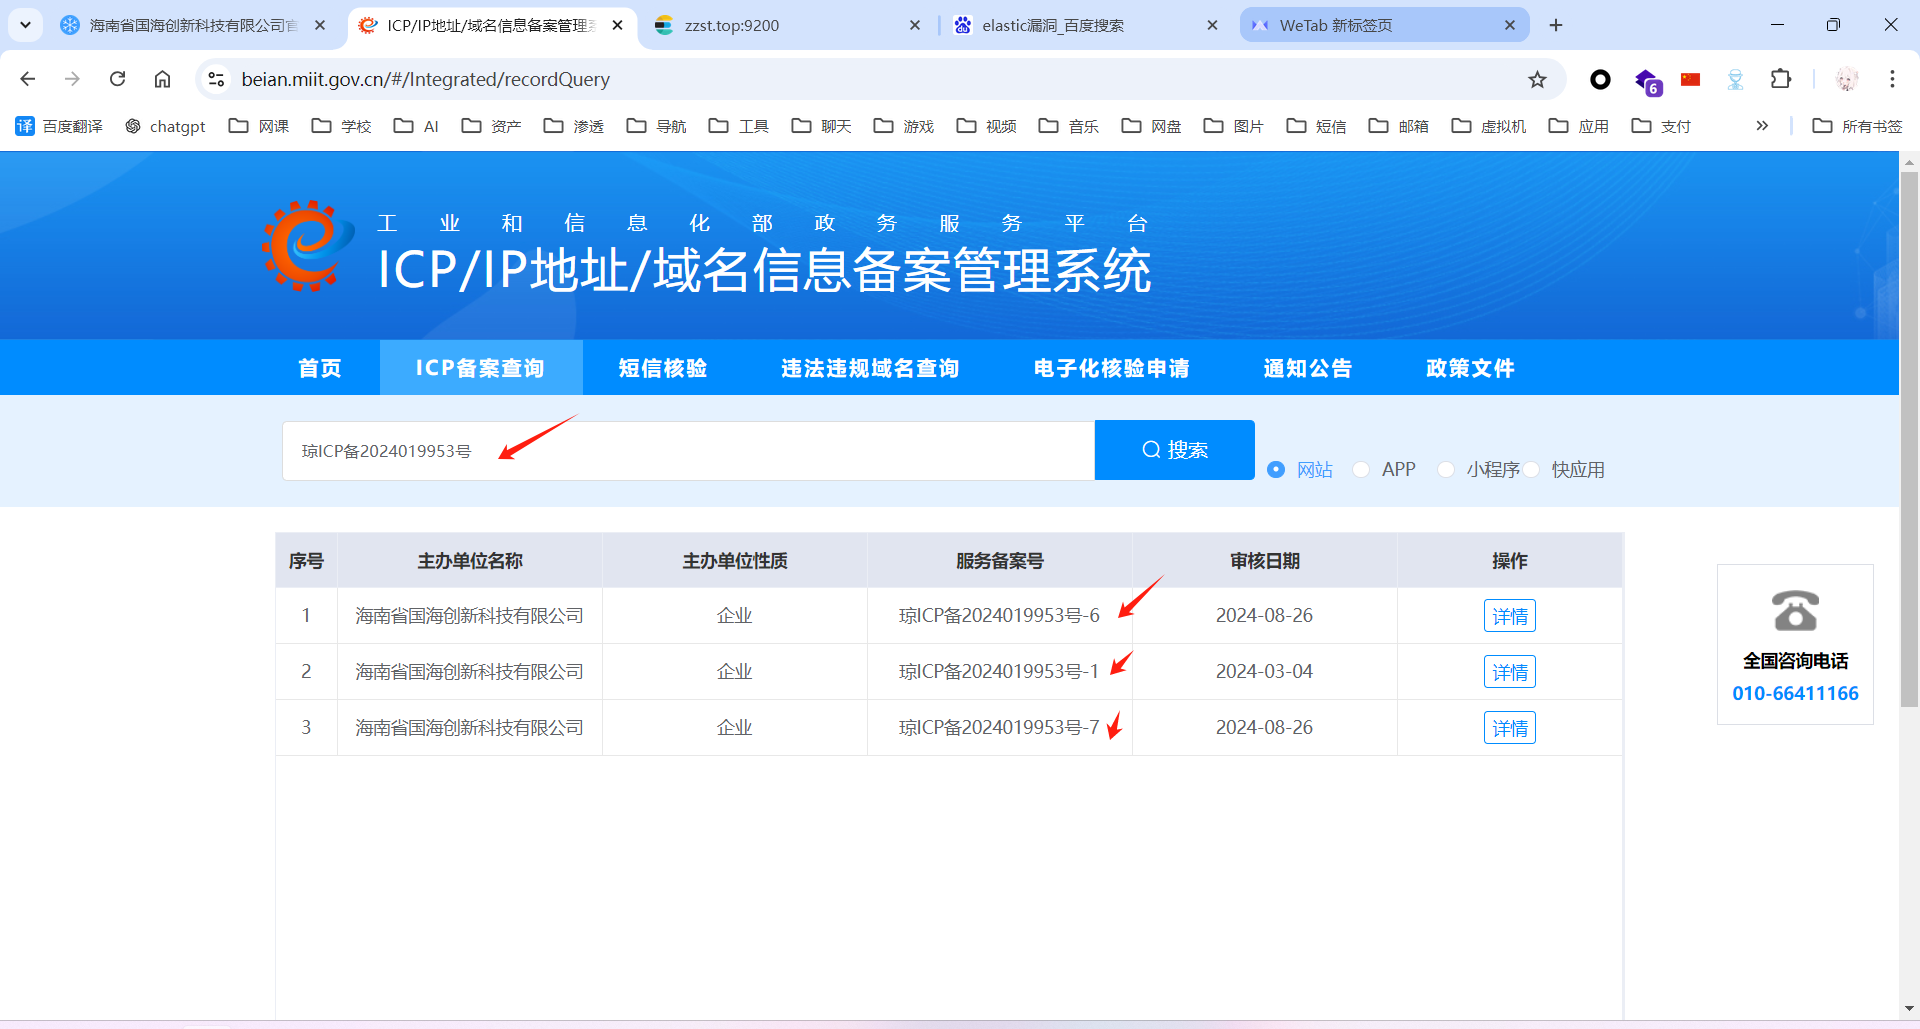 海南省国海创新科技有限公司官
ICP/IP地址/域名信息备案管理系
zzst.top:9200
elastic漏洞_百度搜索
WeTab 新标签页
beian.miit.gov.cn/#/Integrated/recordQuery
6
译 百度翻译 chatgpt 网课 学校 AI 资产 渗透 导航 工具 聊天 游戏 视频 音乐 网盘 图片 短信 邮箱 虚拟机 应用 支付 » 所有书签
工业和信息化部政务服务平台
ICP/IP地址/域名信息备案管理系统
首页 ICP备案查询 短信核验 违法违规域名查询 电子化核验申请 通知公告 政策文件
琼ICP备2024019953号
搜索
网站 APP 小程序 快应用
序号 主办单位名称 主办单位性质 服务备案号 审核日期 操作
1 海南省国海创新科技有限公司 企业 琼ICP备2024019953号-6 2024-08-26 详情
2 海南省国海创新科技有限公司 企业 琼ICP备2024019953号-1 2024-03-04 详情
3 海南省国海创新科技有限公司 企业 琼ICP备2024019953号-7 2024-08-26 详情
全国咨询电话
010-66411166